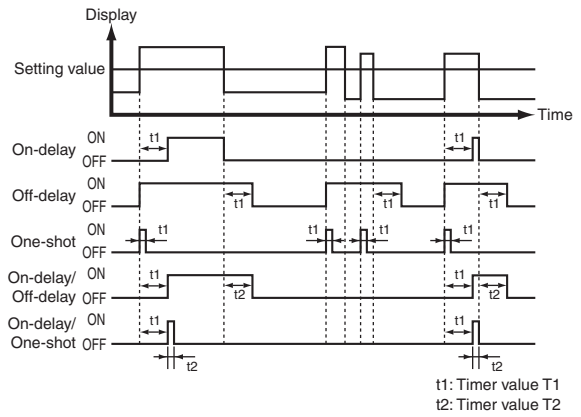 Display
Setting value
Time
On-delay ON OFF t1 t1
Off-delay ON OFF t1 t1 t1
One-shot ON OFF t1 t1 t1 t1
On-delay/
Off-delay ON OFF t1 t2 t1 t2
On-delay/
One-shot ON OFF t1 t2 t1 t2
t1: Timer value T1
t2: Timer value T2